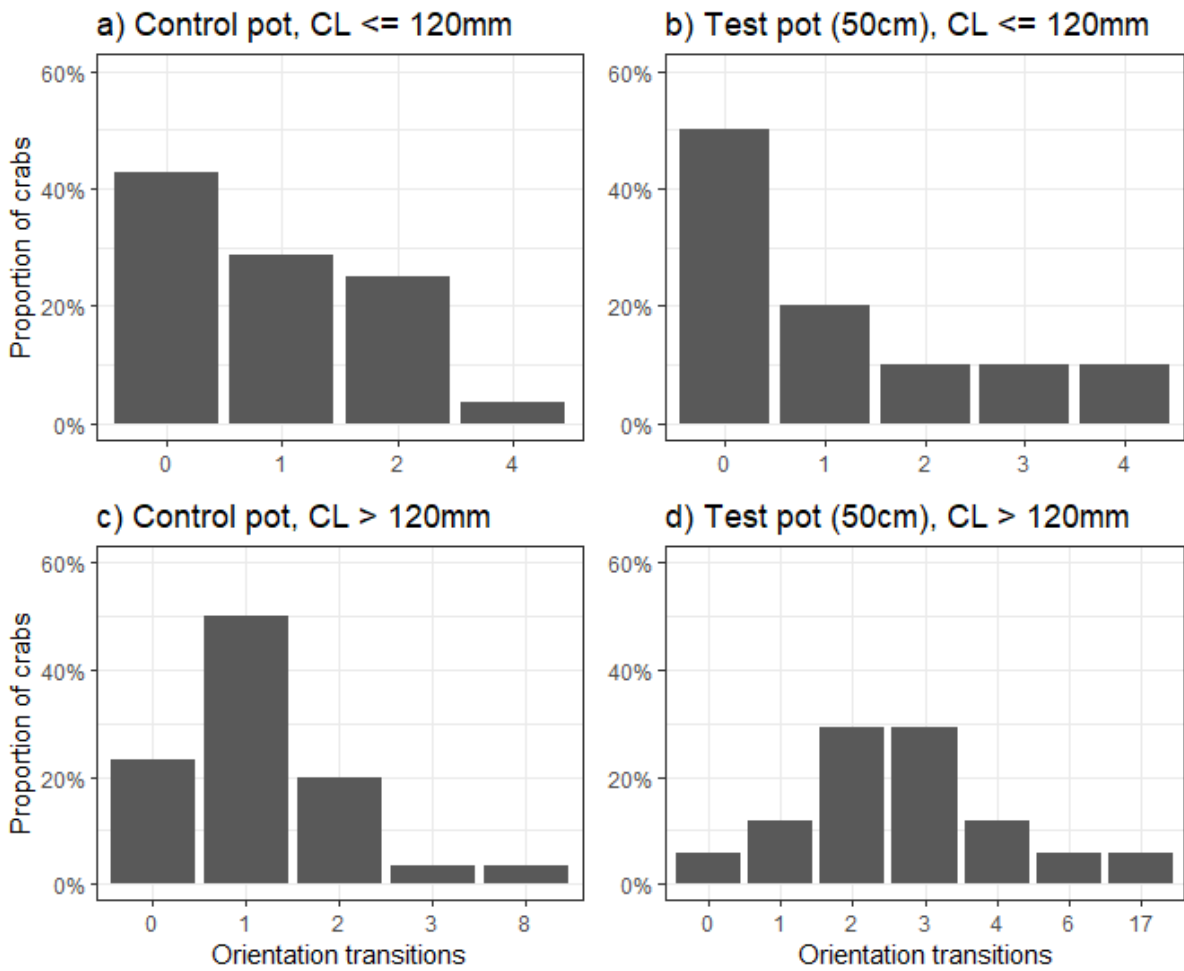 a) Control pot, CL <= 120mm
b) Test pot (50cm), CL <= 120mm
Proportion of crabs
60%
40%
20%
0%
0 1 2 4
60%
40%
20%
0%
0 1 2 3 4
c) Control pot, CL > 120mm
d) Test pot (50cm), CL > 120mm
Proportion of crabs
60%
40%
20%
0%
0 1 2 3 8
Orientation transitions
60%
40%
20%
0%
0 1 2 3 4 6 17
Orientation transitions